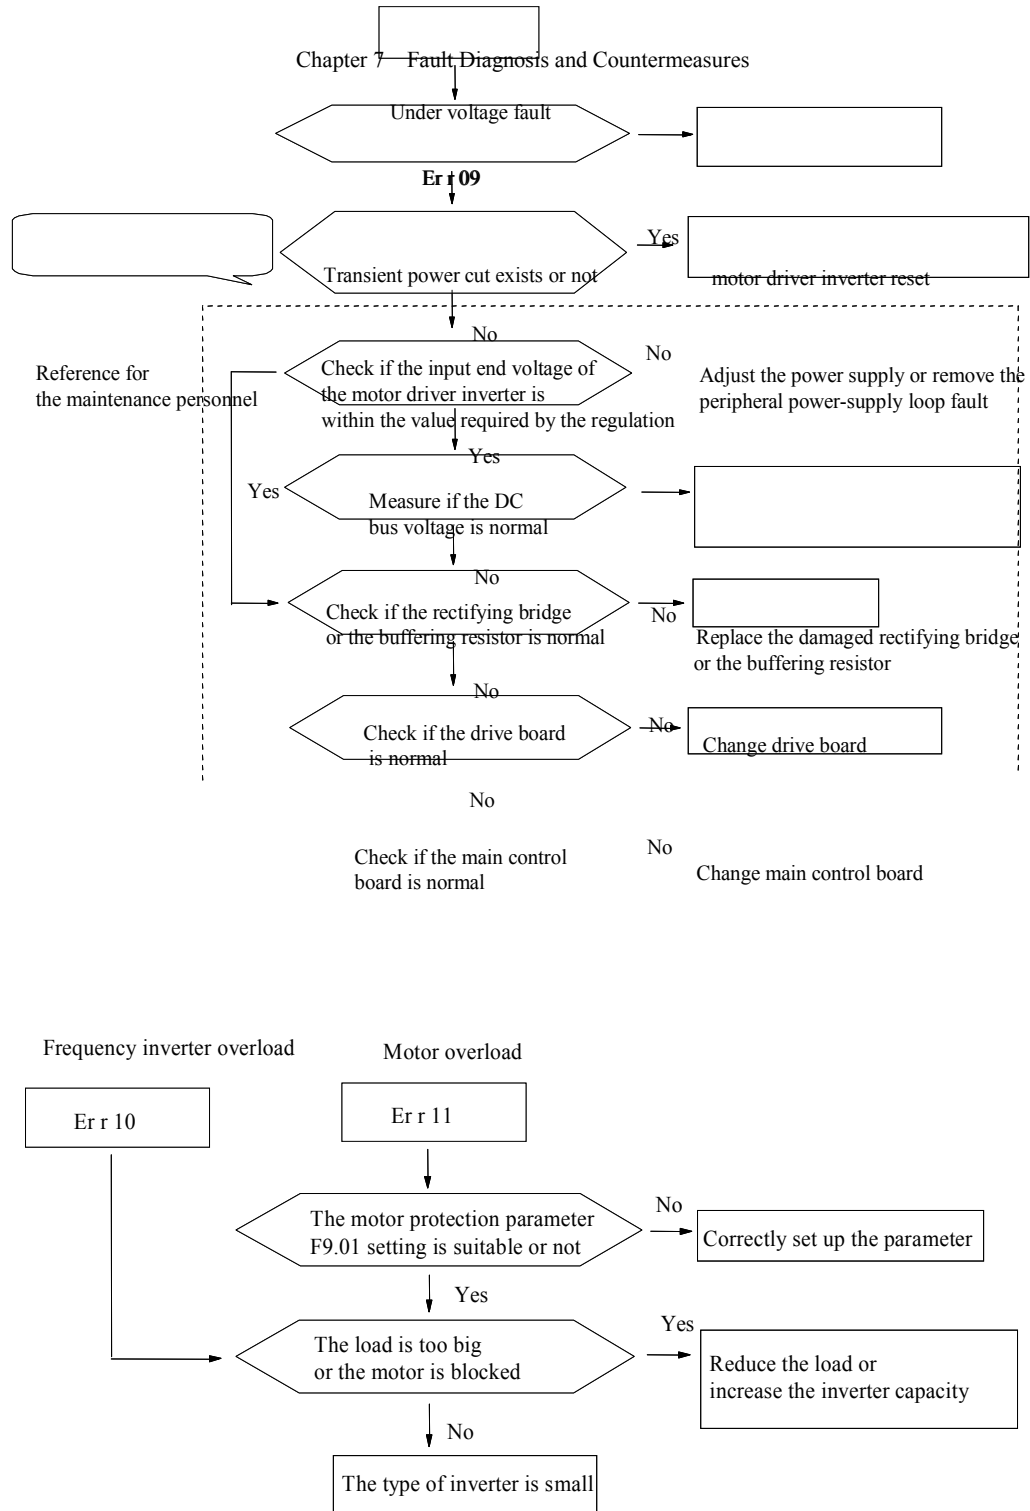 Chapter 7 Fault Diagnosis and Countermeasures
Under voltage fault
Er r 09
Transient power cut exists or not
Yes
motor driver inverter reset
No
Reference for
the maintenance personnel
Check if the input end voltage of
the motor driver inverter is
within the value required by the regulation
No
Adjust the power supply or remove the
peripheral power-supply loop fault
Yes
Yes
Measure if the DC
bus voltage is normal
No
Check if the rectifying bridge
or the buffering resistor is normal
No
Replace the damaged rectifying bridge
or the buffering resistor
No
Check if the drive board
is normal
No
Change drive board
No
Check if the main control
board is normal
No
Change main control board
Frequency inverter overload
Motor overload
Er r 10
Er r 11
The motor protection parameter
F9.01 setting is suitable or not
No
Correctly set up the parameter
Yes
The load is too big
or the motor is blocked
Yes
Reduce the load or
increase the inverter capacity
No
The type of inverter is small